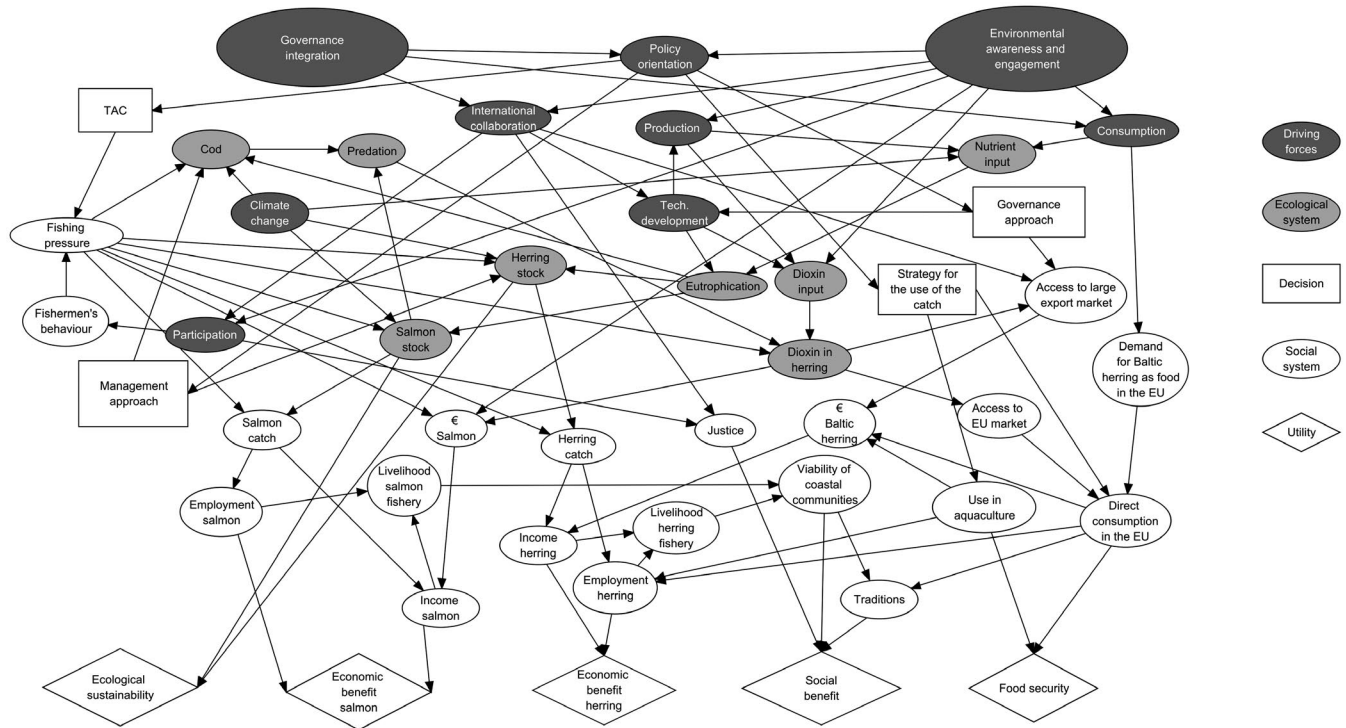 Governance
integration
Policy
orientation
Environmental
awareness and
engagement
TAC
International
collaboration
Production
Consumption
Driving
forces
Cod
Predation
Nutrient
input
Climate
change
Tech.
development
Governance
approach
Ecological
system
Fishing
pressure
Herring
stock
Eutrophication
Dioxin
input
Strategy for
the use of the
catch
Access to large
export market
Decision
Fishermen's
behaviour
Participation
Salmon
stock
Dioxin in
herring
Demand
for Baltic
herring as food
in the EU
Social
system
Management
approach
Salmon
catch
€
Salmon
Herring
catch
Justice
€
Baltic
herring
Access to
EU market
Utility
Employment
salmon
Livelihood
salmon
fishery
Viability of
coastal
communities
Use in
aquaculture
Direct
consumption
in the EU
Income
herring
Livelihood
herring
fishery
Income
salmon
Employment
herring
Traditions
Ecological
sustainability
Economic
benefit
salmon
Economic
benefit
herring
Social
benefit
Food security